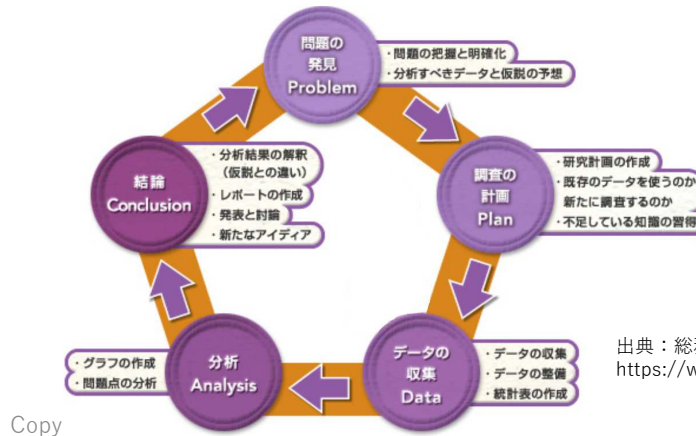 問題の
発見
Problem
・問題の把握と明確化
・分析すべきデータと仮説の予想
調査の
計画
Plan
・研究計画の作成
・既存のデータを使うのか
新たに調査するのか
・不足している知識の習得
データの
収集
Data
・データの収集
・データの整備
・統計表の作成
分析
Analysis
・グラフの作成
・問題点の分析
結論
Conclusion
・分析結果の解釈
（仮説との違い）
・レポートの作成
・発表と討論
・新たなアイディア
出典：総
https://w
Copy